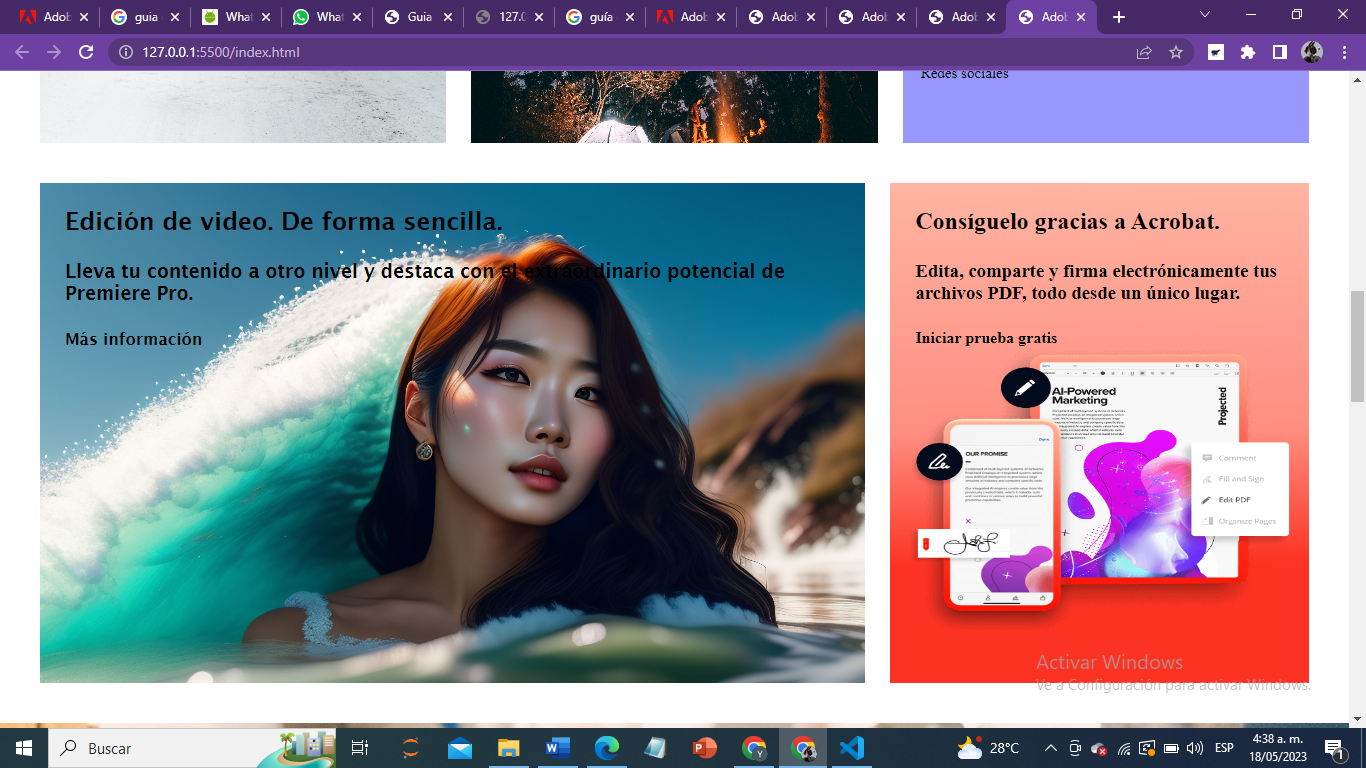 Adob
guia
What
What
Guia
127.0
guía
Adob
Adob
Adob
Adob
Adob
127.0.0.1:5500/index.html
Redes sociales
Edición de video. De forma sencilla.
Lleva tu contenido a otro nivel y destaca con el extraordinario potencial de
Premiere Pro.
Más información
Consíguelo gracias a Acrobat.
Edita, comparte y firma electrónicamente tus
archivos PDF, todo desde un único lugar.
Iniciar prueba gratis
AI-Powered
Marketing
Projected
OUR PROMISE
Comment
Fill and Sign
Edit PDF
Organize Pages
Activar Windows
Ve a Configuración para activar Windows.
Buscar
28°C
ESP
4:38 a. m.
18/05/2023
1